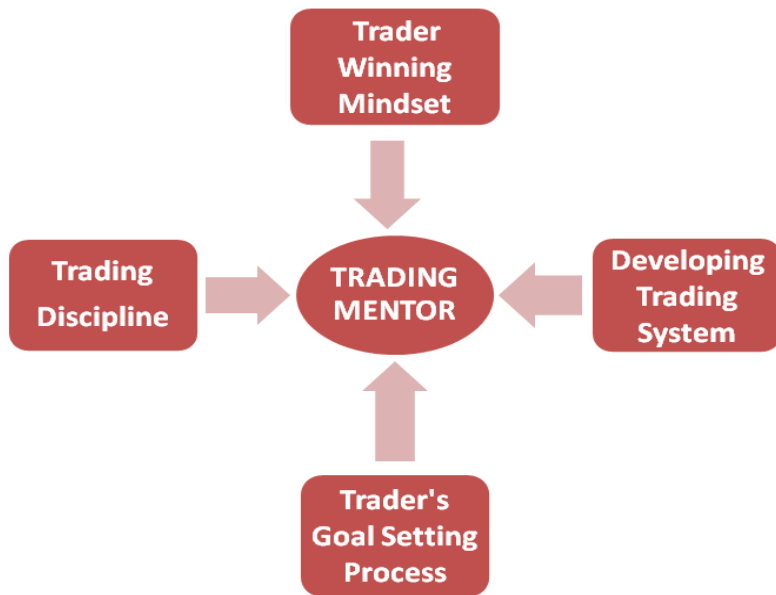 Trader
Winning
Mindset
Trading
Discipline
TRADING
MENTOR
Developing
Trading
System
Trader's
Goal Setting
Process